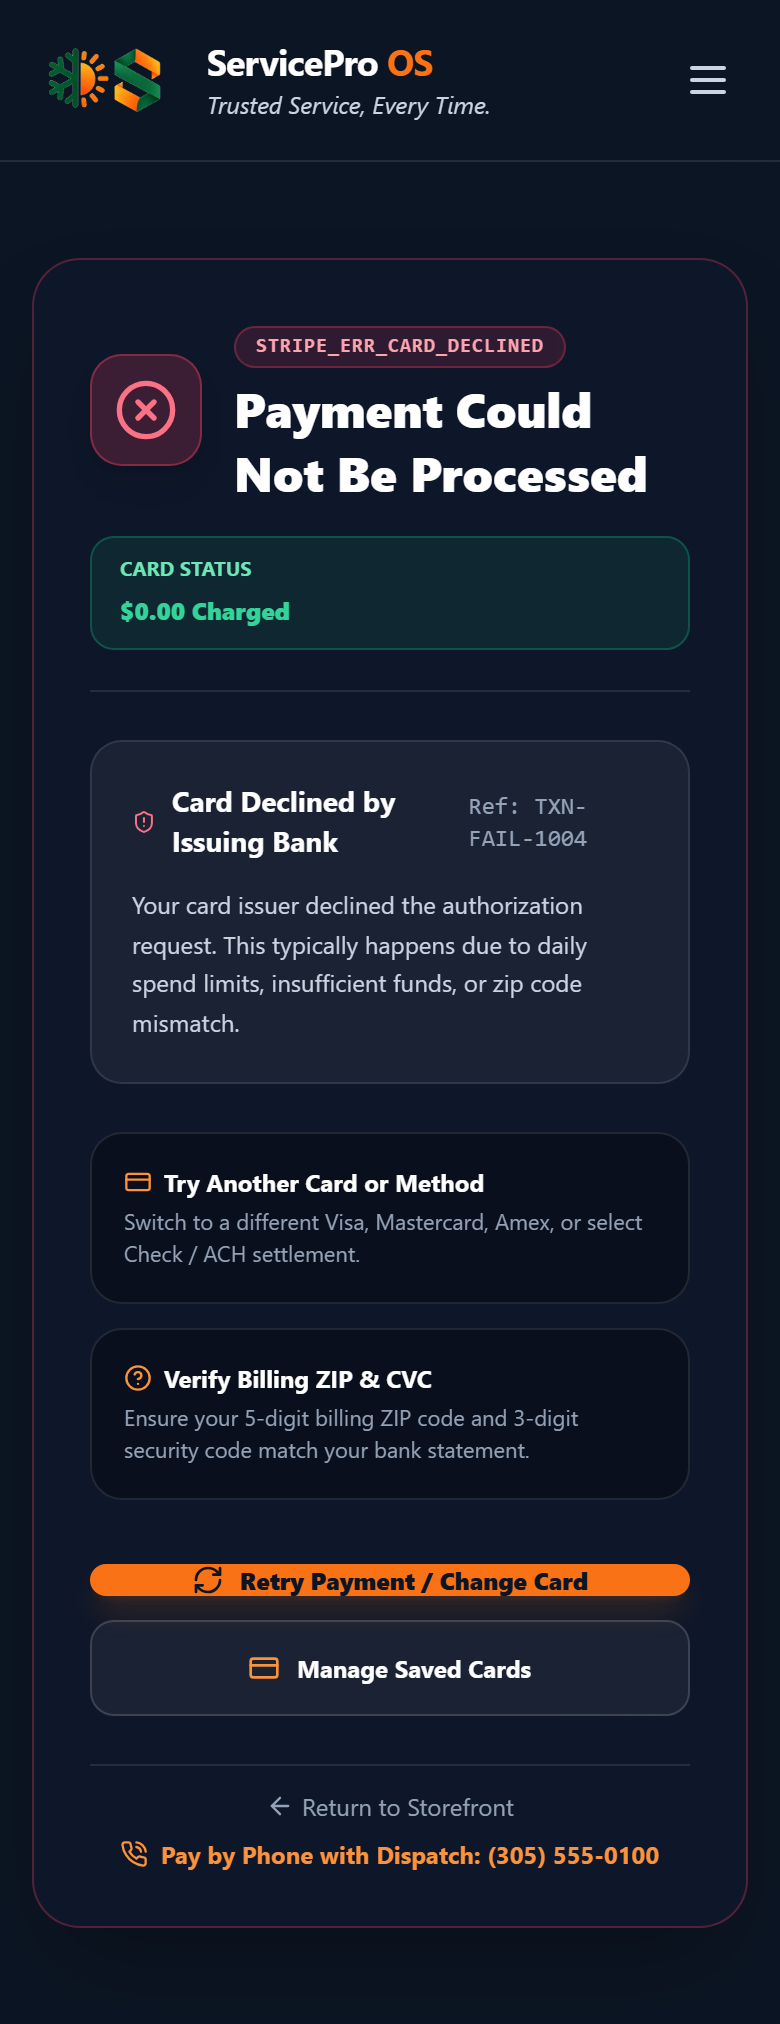 ServicePro OS
Trusted Service, Every Time.
STRIPE_ERR_CARD_DECLINED
Payment Could
Not Be Processed
CARD STATUS
$0.00 Charged
Card Declined by
Issuing Bank
Ref: TXN-
FAIL-1004
Your card issuer declined the authorization
request. This typically happens due to daily
spend limits, insufficient funds, or zip code
mismatch.
Try Another Card or Method
Switch to a different Visa, Mastercard, Amex, or select
Check / ACH settlement.
Verify Billing ZIP & CVC
Ensure your 5-digit billing ZIP code and 3-digit
security code match your bank statement.
Retry Payment / Change Card
Manage Saved Cards
Return to Storefront
Pay by Phone with Dispatch: (305) 555-0100